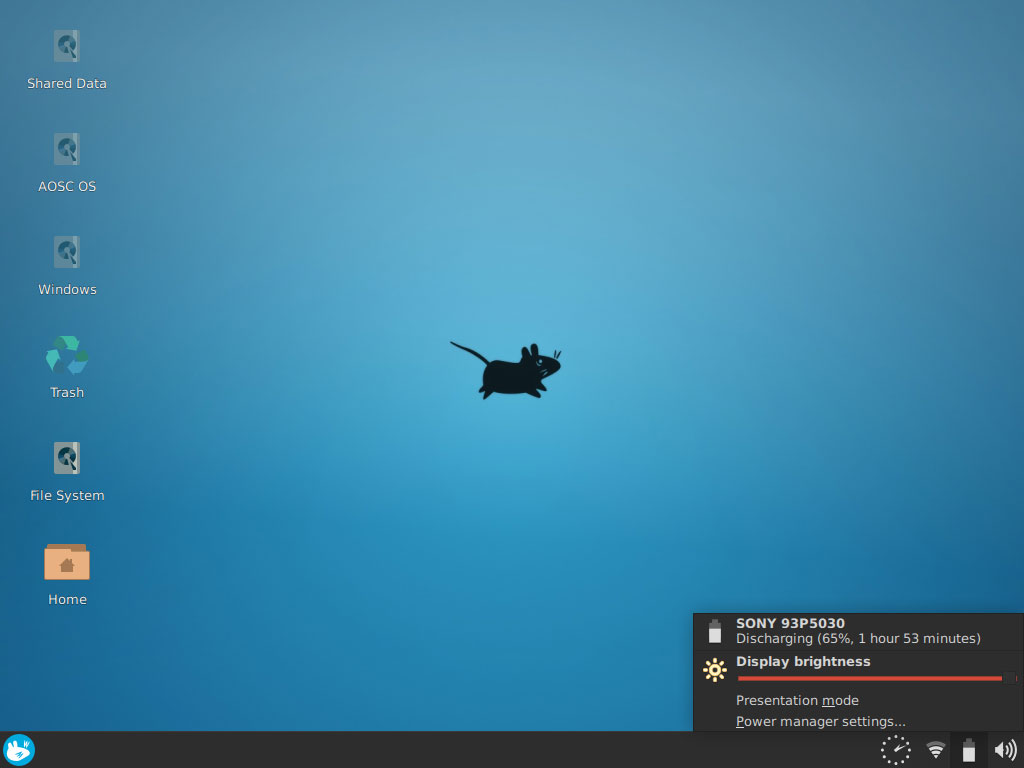 Shared Data
AOSC OS
Windows
Trash
File System
Home
SONY 93P5030
Discharging (65%, 1 hour 53 minutes)
Display brightness
Presentation mode
Power manager settings...